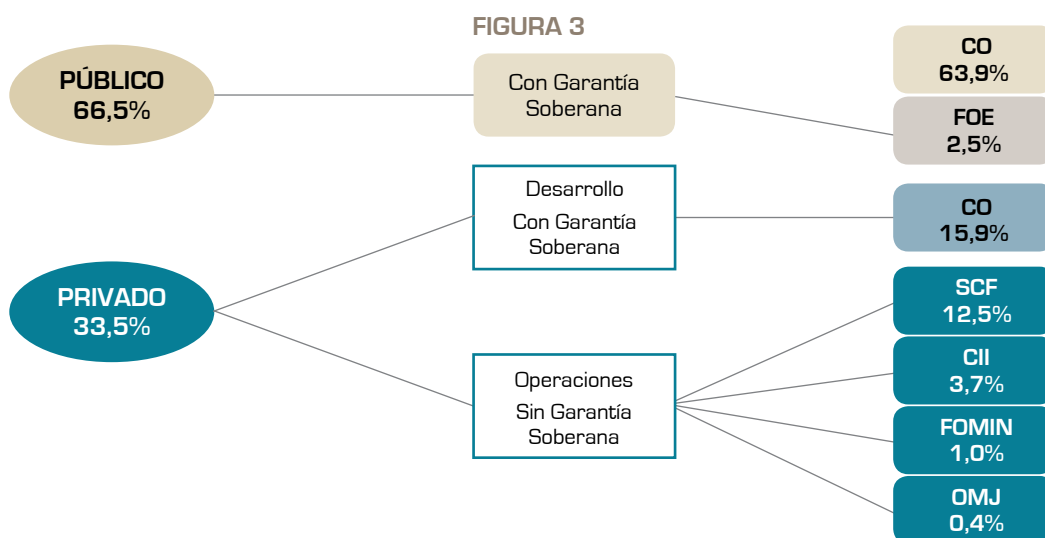 FIGURA 3
PÚBLICO
66,5%
Con Garantía
Soberana
CO
63,9%
FOE
2,5%
PRIVADO
33,5%
Desarrollo
Con Garantía
Soberana
CO
15,9%
Operaciones
Sin Garantía
Soberana
SCF
12,5%
CII
3,7%
FOMIN
1,0%
OMJ
0,4%